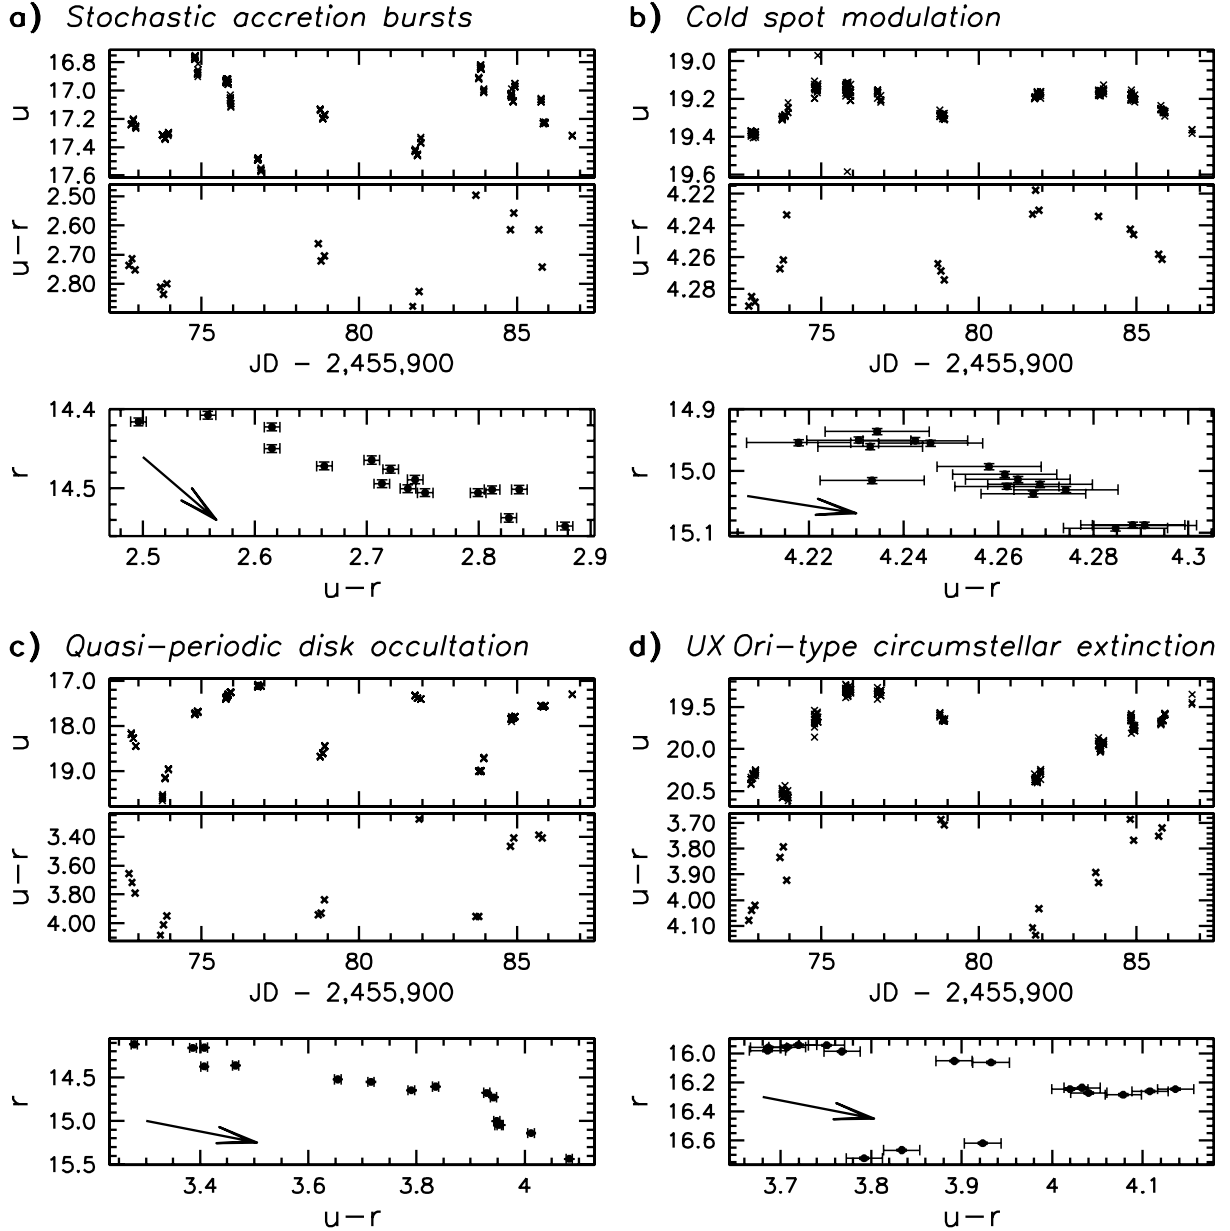 a) Stochastic accretion bursts
16.8
17.0
u
17.2
17.4
17.6
2.50
2.60
u-r
2.70
2.80
75 80 85
JD - 2,455,900
14.4
r
14.5
2.5 2.6 2.7 2.8 2.9
u-r
b) Cold spot modulation
19.0
u
19.2
19.4
19.6
4.22
4.24
u-r
4.26
4.28
75 80 85
JD - 2,455,900
14.9
r
15.0
15.1
4.22 4.24 4.26 4.28 4.3
u-r
c) Quasi-periodic disk occultation
17.0
u
18.0
19.0
3.40
3.60
u-r
3.80
4.00
75 80 85
JD - 2,455,900
14.5
r
15.0
15.5
3.4 3.6 3.8 4
u-r
d) UX Ori-type circumstellar extinction
19.5
u
20.0
20.5
3.70
3.80
u-r
3.90
4.00
4.10
75 80 85
JD - 2,455,900
16.0
16.2
r
16.4
16.6
3.7 3.8 3.9 4 4.1
u-r